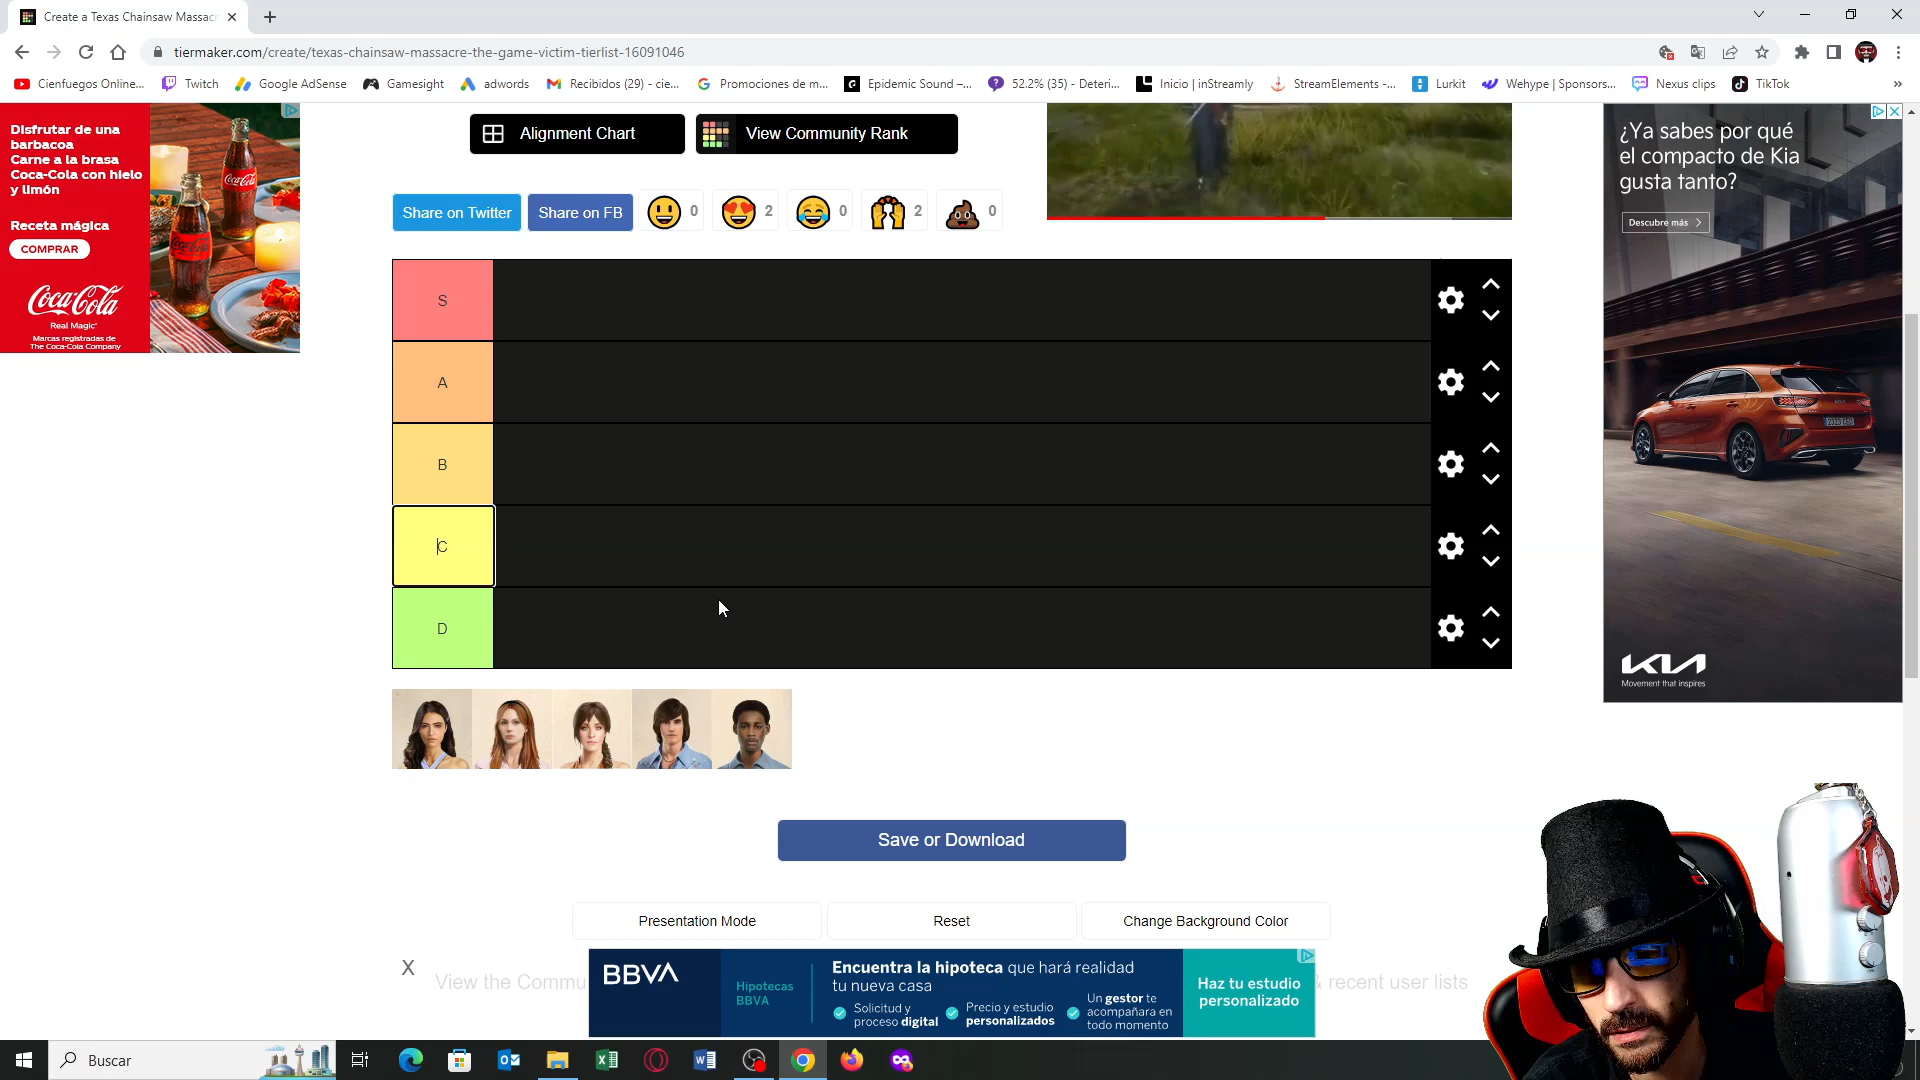 Create a Texas Chainsaw Massac
tiermaker.com/create/texas-chainsaw-massacre-the-game-victim-tierlist-16091046
Cienfuegos Online...
Twitch
Google AdSense
Gamesight
adwords
Recibidos (29) - cie...
Promociones de m...
Epidemic Sound –...
52.2% (35) - Deteri...
Inicio | inStreamly
StreamElements -...
Lurkit
Wehype | Sponsors...
Nexus clips
TikTok
»
Disfrutar de una
barbacoa
Carne a la brasa
Coca-Cola con hielo
y limón
Receta mágica
COMPRAR
Coca-Cola
Real Magic
Marcas registradas de
The Coca-Cola Company
Alignment Chart
View Community Rank
Share on Twitter
Share on FB
0
2
0
2
0
S
A
B
C
D
Save or Download
Presentation Mode
Reset
Change Background Color
X
View the Commu
& recent user lists
BBVA
Hipotecas
BBVA
Encuentra la hipoteca que hará realidad
tu nueva casa
Solicitud y
proceso digital
Precio y estudio
personalizados
Un gestor te
acompañara en
todo momento
Haz tu estudio
personalizado
¿Ya sabes por qué
el compacto de Kia
gusta tanto?
Descubre más >
KIA
Movement that inspires
Buscar